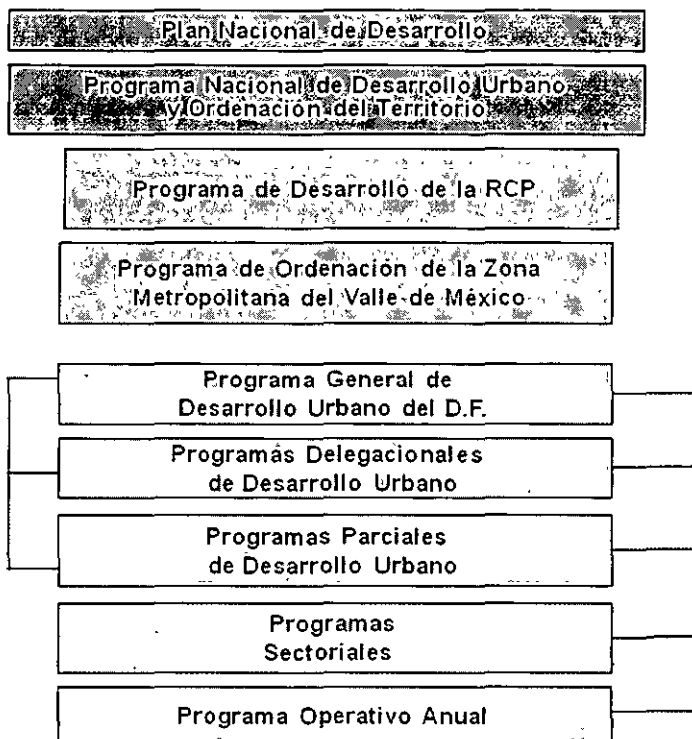 Plan Nacional de Desarrollo
Programa Nacional de Desarrollo Urbano
y Ordenación del Territorio
Programa de Desarrollo de la RCP
Programa de Ordenación de la Zona
Metropolitana del Valle de México
Programa General de
Desarrollo Urbano del D.F.
Programas Delegacionales
de Desarrollo Urbano
Programas Parciales
de Desarrollo Urbano
Programas
Sectoriales
Programa Operativo Anual